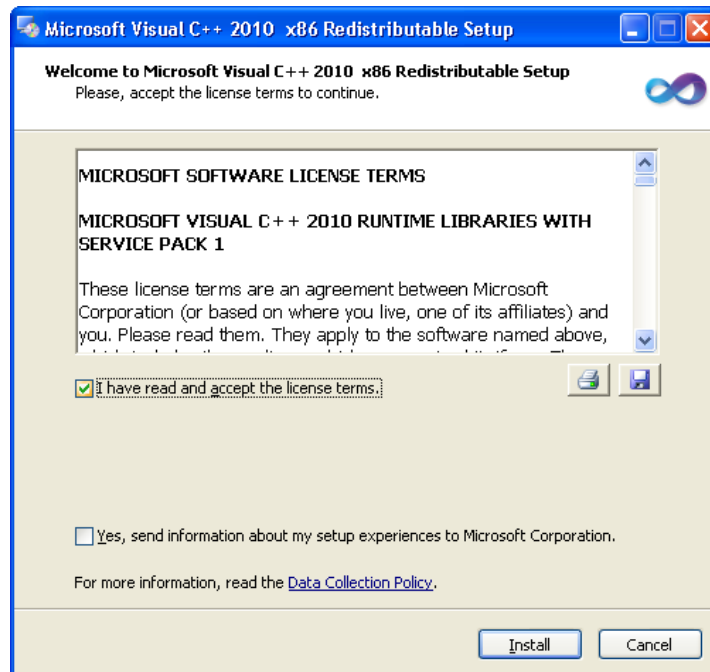 Microsoft Visual C++ 2010  x86 Redistributable Setup
Welcome to Microsoft Visual C++ 2010  x86 Redistributable Setup
Please, accept the license terms to continue.
MICROSOFT SOFTWARE LICENSE TERMS
MICROSOFT VISUAL C++ 2010 RUNTIME LIBRARIES WITH
SERVICE PACK 1
These license terms are an agreement between Microsoft
Corporation (or based on where you live, one of its affiliates) and
you. Please read them. They apply to the software named above,
I have read and accept the license terms.
Yes, send information about my setup experiences to Microsoft Corporation.
For more information, read the Data Collection Policy.
Install
Cancel